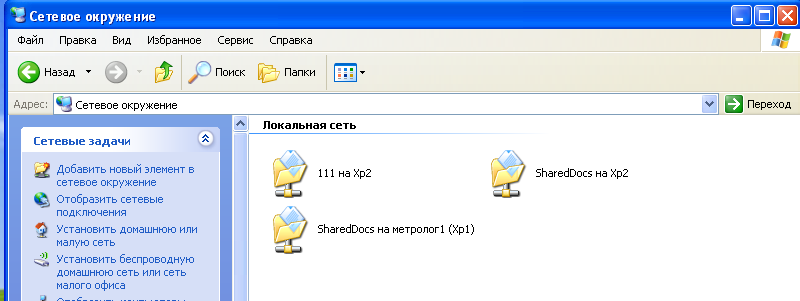 Сетевое окружение
Файл Правка Вид Избранное Сервис Справка
Назад Поиск Папки
Адрес: Сетевое окружение Переход
Сетевые задачи
Добавить новый элемент в
сетевое окружение
Отобразить сетевые
подключения
Установить домашнюю или
малую сеть
Установить беспроводную
домашнюю сеть или сеть
малого офиса
Отобразить компьютеры
Локальная сеть
111 на Xp2 SharedDocs на Xp2
SharedDocs на метролог1 (Xp1)